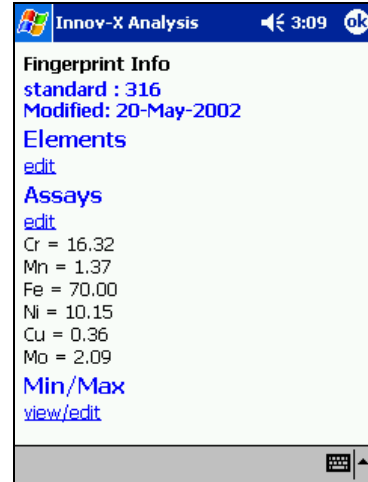 Innov-X Analysis 3:09 ok
Fingerprint Info
standard : 316
Modified: 20-May-2002
Elements
edit
Assays
edit
Cr = 16.32
Mn = 1.37
Fe = 70.00
Ni = 10.15
Cu = 0.36
Mo = 2.09
Min/Max
view/edit